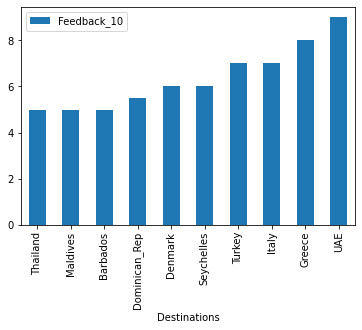 Feedback_10
8
6
4
2
0
Thailand
Maldives
Barbados
Dominican_Rep
Denmark
Seychelles
Turkey
Italy
Greece
UAE
Destinations